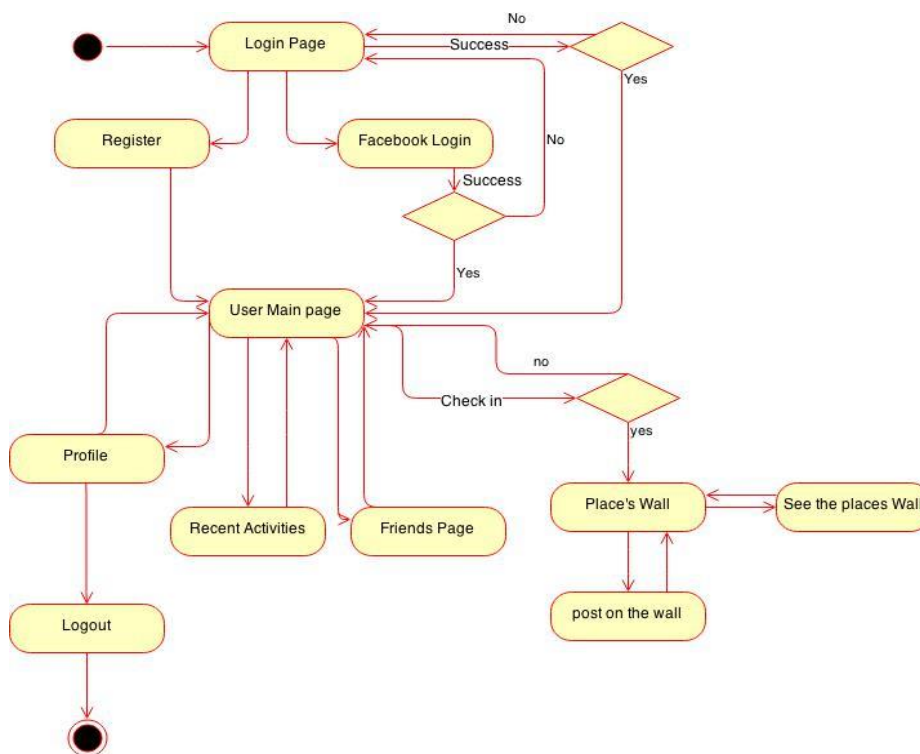 No
Login Page
Success
Yes
Register
Facebook Login
No
Success
Yes
User Main page
no
Check in
yes
Profile
Place's Wall
See the places Wall
Recent Activities
Friends Page
post on the wall
Logout